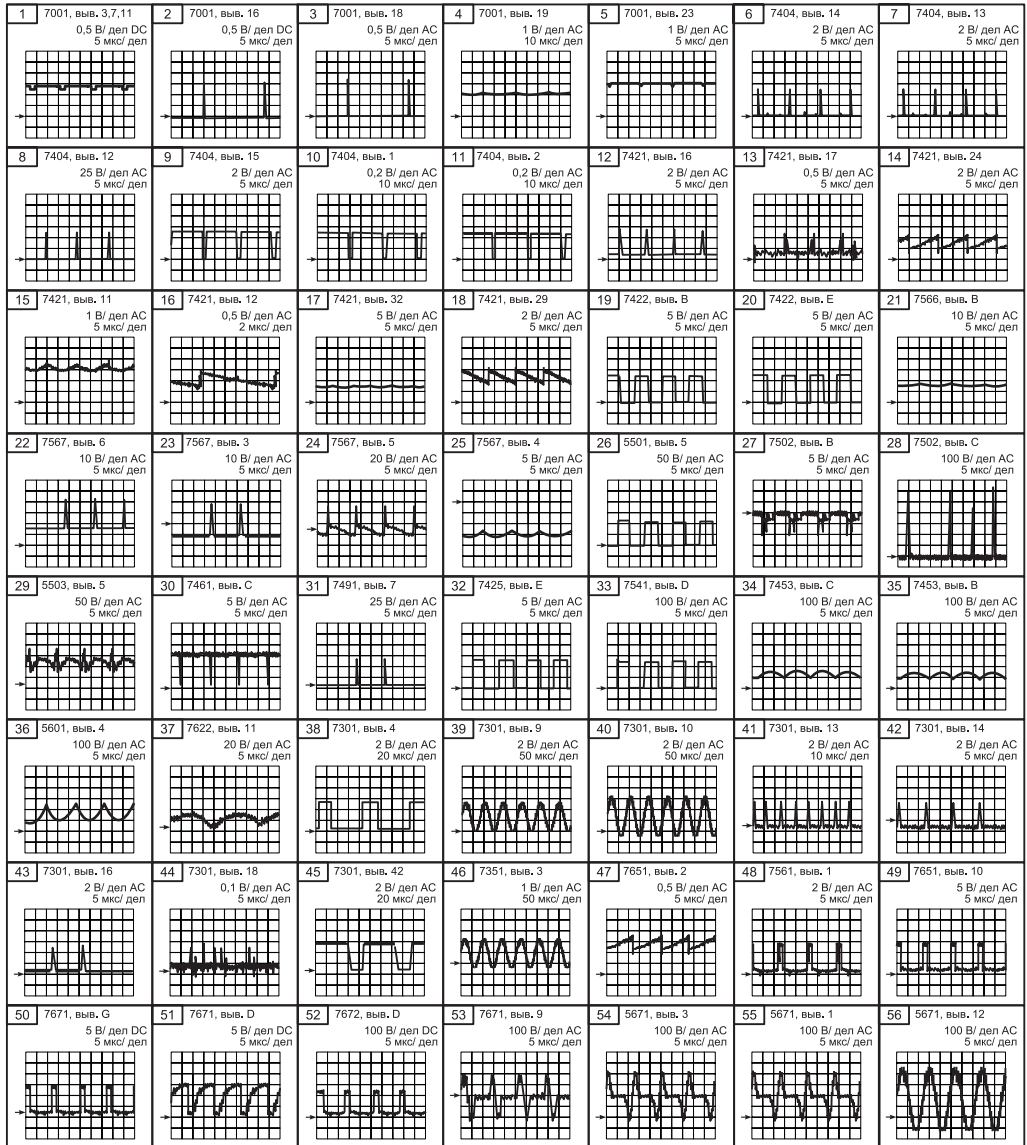 1 7001, выв. 3,7,11
0,5 В/ дел DC
5 мкс/ дел
2 7001, выв. 16
0,5 В/ дел DC
5 мкс/ дел
3 7001, выв. 18
0,5 В/ дел AC
5 мкс/ дел
4 7001, выв. 19
1 В/ дел AC
10 мкс/ дел
5 7001, выв. 23
1 В/ дел AC
5 мкс/ дел
6 7404, выв. 14
2 В/ дел AC
5 мкс/ дел
7 7404, выв. 13
2 В/ дел AC
5 мкс/ дел
8 7404, выв. 12
25 В/ дел AC
5 мкс/ дел
9 7404, выв. 15
2 В/ дел AC
5 мкс/ дел
10 7404, выв. 1
0,2 В/ дел AC
10 мкс/ дел
11 7404, выв. 2
0,2 В/ дел AC
10 мкс/ дел
12 7421, выв. 16
2 В/ дел AC
5 мкс/ дел
13 7421, выв. 17
0,5 В/ дел AC
5 мкс/ дел
14 7421, выв. 24
2 В/ дел AC
5 мкс/ дел
15 7421, выв. 11
1 В/ дел AC
5 мкс/ дел
16 7421, выв. 12
0,5 В/ дел AC
2 мкс/ дел
17 7421, выв. 32
5 В/ дел AC
5 мкс/ дел
18 7421, выв. 29
2 В/ дел AC
5 мкс/ дел
19 7422, выв. B
5 В/ дел AC
5 мкс/ дел
20 7422, выв. E
5 В/ дел AC
5 мкс/ дел
21 7566, выв. B
10 В/ дел AC
5 мкс/ дел
22 7567, выв. 6
10 В/ дел AC
5 мкс/ дел
23 7567, выв. 3
10 В/ дел AC
5 мкс/ дел
24 7567, выв. 5
20 В/ дел AC
5 мкс/ дел
25 7567, выв. 4
5 В/ дел AC
5 мкс/ дел
26 5501, выв. 5
50 В/ дел AC
5 мкс/ дел
27 7502, выв. B
5 В/ дел AC
5 мкс/ дел
28 7502, выв. C
100 В/ дел AC
5 мкс/ дел
29 5503, выв. 5
50 В/ дел AC
5 мкс/ дел
30 7461, выв. C
5 В/ дел AC
5 мкс/ дел
31 7491, выв. 7
25 В/ дел AC
5 мкс/ дел
32 7425, выв. E
5 В/ дел AC
5 мкс/ дел
33 7541, выв. D
100 В/ дел AC
5 мкс/ дел
34 7453, выв. C
100 В/ дел AC
5 мкс/ дел
35 7453, выв. B
100 В/ дел AC
5 мкс/ дел
36 5601, выв. 4
100 В/ дел AC
5 мкс/ дел
37 7622, выв. 11
20 В/ дел AC
5 мкс/ дел
38 7301, выв. 4
2 В/ дел AC
20 мкс/ дел
39 7301, выв. 9
2 В/ дел AC
50 мкс/ дел
40 7301, выв. 10
2 В/ дел AC
50 мкс/ дел
41 7301, выв. 13
2 В/ дел AC
10 мкс/ дел
42 7301, выв. 14
2 В/ дел AC
5 мкс/ дел
43 7301, выв. 16
2 В/ дел AC
5 мкс/ дел
44 7301, выв. 18
0,1 В/ дел AC
5 мкс/ дел
45 7301, выв. 42
2 В/ дел AC
20 мкс/ дел
46 7351, выв. 3
1 В/ дел AC
50 мкс/ дел
47 7651, выв. 2
0,5 В/ дел AC
5 мкс/ дел
48 7561, выв. 1
2 В/ дел AC
5 мкс/ дел
49 7651, выв. 10
5 В/ дел AC
5 мкс/ дел
50 7671, выв. G
5 В/ дел DC
5 мкс/ дел
51 7671, выв. D
5 В/ дел DC
5 мкс/ дел
52 7672, выв. D
100 В/ дел DC
5 мкс/ дел
53 7671, выв. 9
100 В/ дел AC
5 мкс/ дел
54 5671, выв. 3
100 В/ дел AC
5 мкс/ дел
55 5671, выв. 1
100 В/ дел AC
5 мкс/ дел
56 5671, выв. 12
100 В/ дел AC
5 мкс/ дел